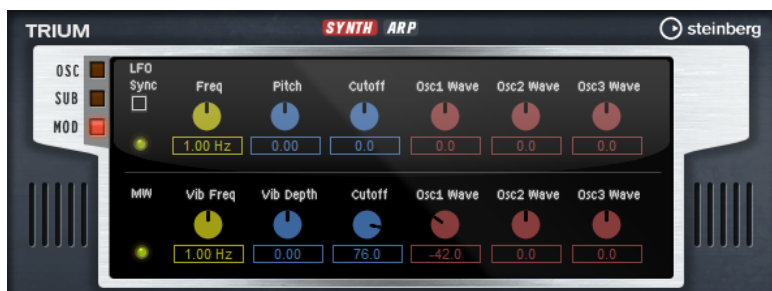 TRIUM SYNTH ARP steinberg
OSC
SUB
MOD
LFO
Sync Freq Pitch Cutoff Osc1 Wave Osc2 Wave Osc3 Wave
1.00 Hz 0.00 0.0 0.0 0.0 0.0
MW Vib Freq Vib Depth Cutoff Osc1 Wave Osc2 Wave Osc3 Wave
1.00 Hz 0.00 76.0 -42.0 0.0 0.0